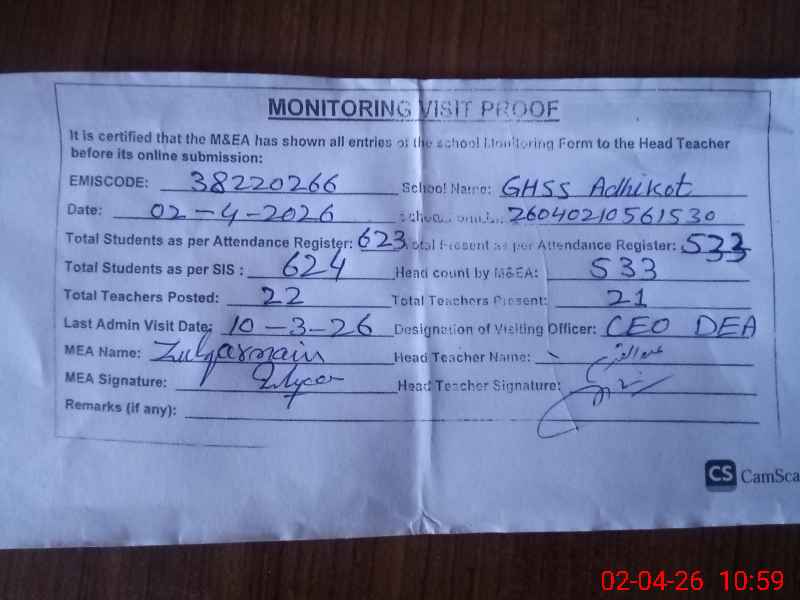 MONITORING VISIT PROOF
It is certified that the M&EA has shown all entries of the school Monitoring Form to the Head Teacher
before its online submission:
EMISCODE: 38220266 School Name: GHSS Adhikot
Date: 02-4-2026 26040210561530
Total Students as per Attendance Register: 623 Total Present as per Attendance Register: 533
Total Students as per SIS : 624 Head count by M&EA: 533
Total Teachers Posted: 22 Total Teachers Present: 21
Last Admin Visit Date: 10-3-26 Designation of Visiting Officer: CEO DEA
MEA Name: Zulqarnain Head Teacher Name:
MEA Signature: Head Teacher Signature:
Remarks (if any):
CS CamSca
02-04-26 10:59